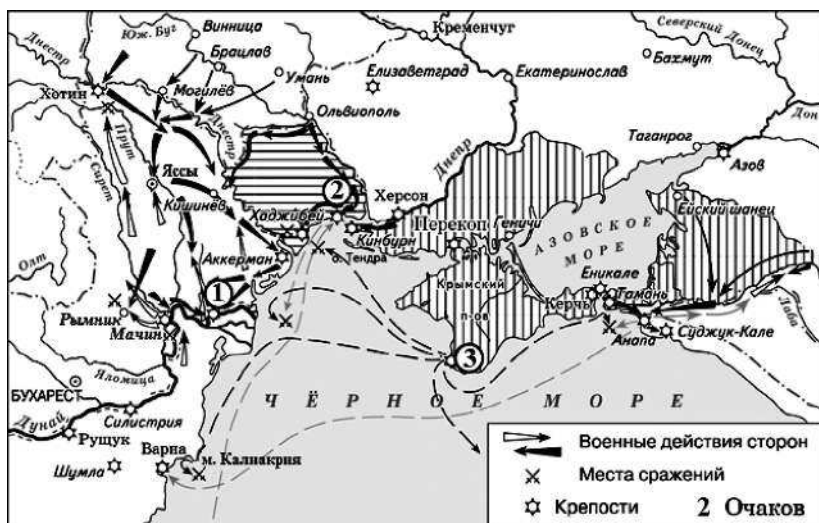 Днестр
Юж. Буг
Винница
Брацлав
Кременчуг
Северский Донец
Хотин
Могилёв
Умань
Елизаветград
Екатеринослав
Бахмут
Ольвиополь
Днестр
Днепр
Дон
Таганрог
Азов
Прут
Сирет
Яссы
Кишинёв
2
Хаджибей
Херсон
Перекоп
Кинбурн
Геничи
Ейский шанец
АЗОВСКОЕ
МОРЕ
Аккерман
о. Тендра
Олт
1
Крымский
п-ов
Еникале
Керчь
Тамань
Лаба
Рымник
Мачин
Анапа
Суджук-Кале
3
Яломица
БУХАРЕСТ
ЧЁРНОЕ МОРЕ
Дунай
Силистрия
Рущук
Варна
Шумла
м. Калиакрия
Военные действия сторон
Места сражений
Крепости
2 Очаков